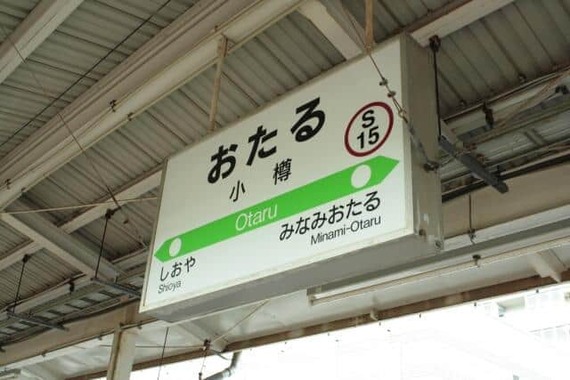 おたる
S
15
小樽
Otaru
しおや
Shioya
みなみおたる
Minami-Otaru